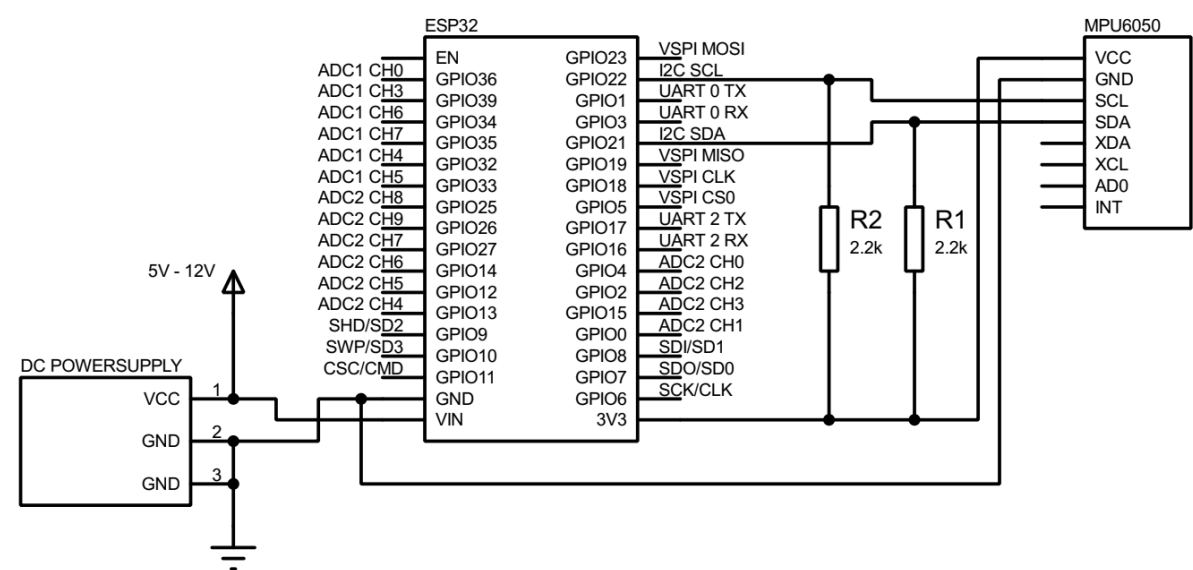 ESP32
MPU6050
EN GPIO23 VSPI MOSI VCC
ADC1 CH0 GPIO36 GPIO22 I2C SCL GND
ADC1 CH3 GPIO39 GPIO1 UART 0 TX SCL
ADC1 CH6 GPIO34 GPIO3 UART 0 RX SDA
ADC1 CH7 GPIO35 GPIO21 I2C SDA XDA
ADC1 CH4 GPIO32 GPIO19 VSPI MISO XCL
ADC1 CH5 GPIO33 GPIO18 VSPI CLK AD0
ADC2 CH8 GPIO25 GPIO5 VSPI CS0 INT
ADC2 CH9 GPIO26 GPIO17 UART 2 TX R2 R1
ADC2 CH7 GPIO27 GPIO16 UART 2 RX 2.2k 2.2k
5V - 12V ADC2 CH6 GPIO14 GPIO4 ADC2 CH0
ADC2 CH5 GPIO12 GPIO2 ADC2 CH2
ADC2 CH4 GPIO13 GPIO15 ADC2 CH3
SHD/SD2 GPIO9 GPIO0 ADC2 CH1
SWP/SD3 GPIO10 GPIO8 SDI/SD1
DC POWERSUPPLY CSC/CMD GPIO11 GPIO7 SDO/SD0
VCC 1 GND GPIO6 SCK/CLK
VIN 3V3
GND 2
GND 3